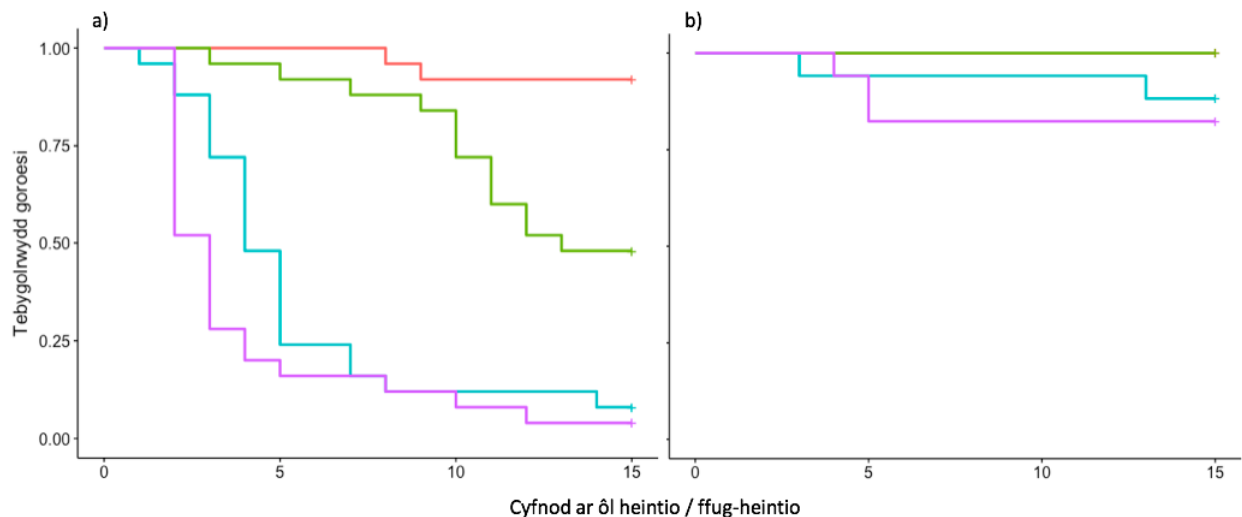 a)
b)
1.00
0.75
0.50
0.25
0.00
Tebygolrwydd goroesi
0 5 10 15
0 5 10 15
Cyfnod ar ôl heintio / ffug-heintio